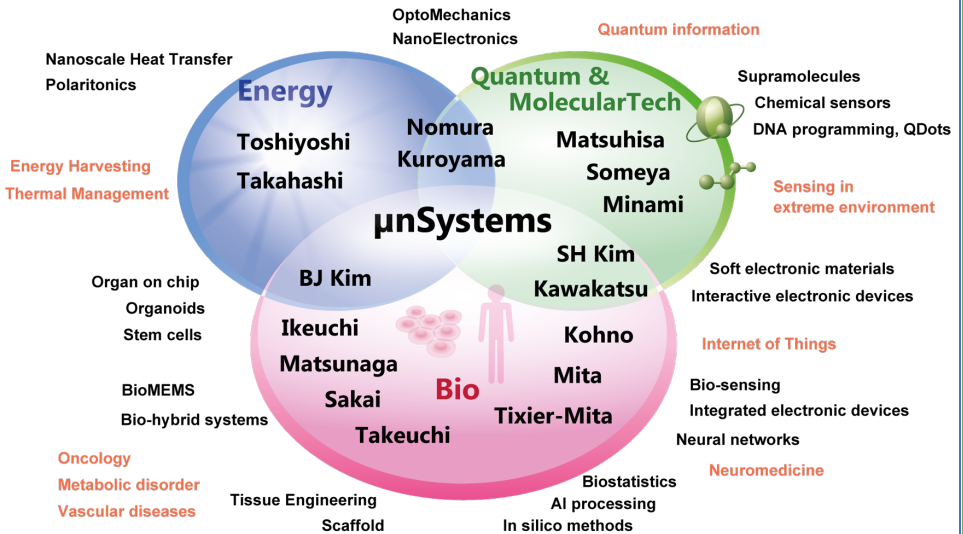 OptoMechanics
NanoElectronics
Quantum information
Nanoscale Heat Transfer
Polaritonics
Energy
Quantum &
MolecularTech
Supramolecules
Chemical sensors
DNA programming, QDots
Toshiyoshi
Takahashi
Nomura
Kuroyama
Matsuhisa
Someya
Minami
Energy Harvesting
Thermal Management
Sensing in
extreme environment
µnSystems
BJ Kim
SH Kim
Kawakatsu
Organ on chip
Organoids
Stem cells
Soft electronic materials
Interactive electronic devices
Ikeuchi
Matsunaga
Sakai
Takeuchi
Bio
Kohno
Mita
Tixier-Mita
Internet of Things
BioMEMS
Bio-hybrid systems
Bio-sensing
Integrated electronic devices
Neural networks
Neuromedicine
Oncology
Metabolic disorder
Vascular diseases
Tissue Engineering
Scaffold
Biostatistics
AI processing
In silico methods